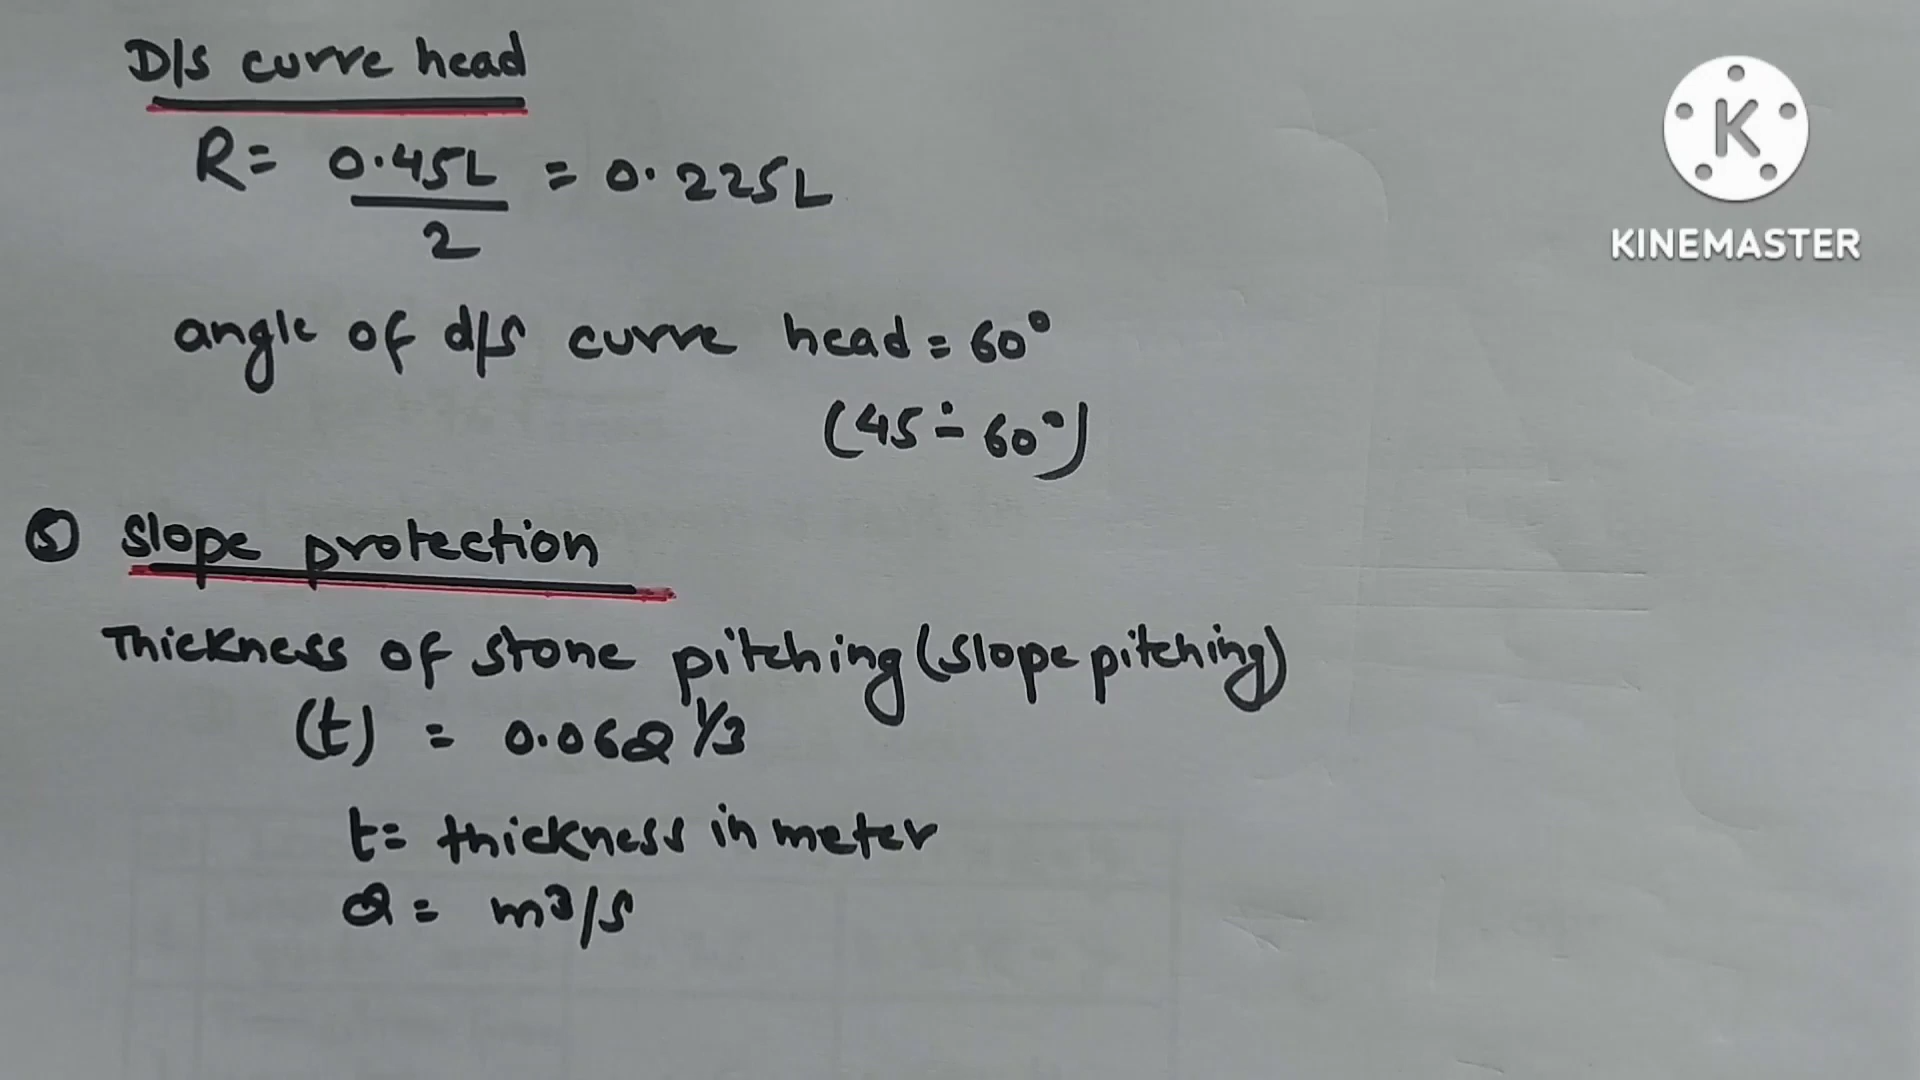 D/S curve head
R = 0.45L / 2 = 0.225L
angle of d/s curve head = 60°
(45°-60°)
⑤ Slope protection
Thickness of stone pitching (slope pitching)
(t) = 0.06Q^1/3
t = thickness in meter
Q = m³/s
K
KINEMASTER